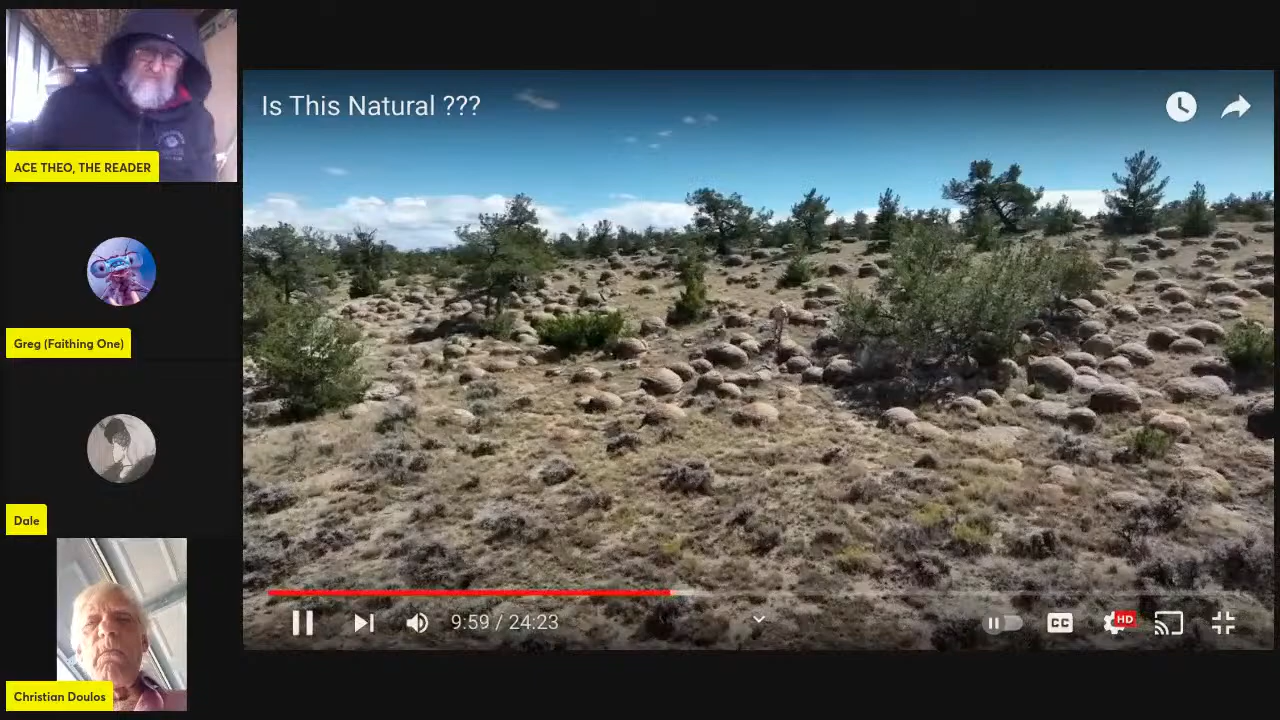 ACE THEO, THE READER
Is This Natural ???
Greg (Faithing One)
Dale
Christian Doulos
9:59 / 24:23
CC
HD